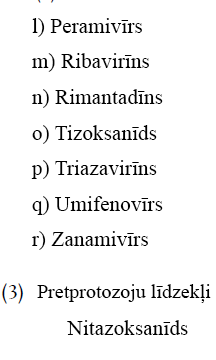 l) Peramivīrs
m) Ribavirīns
n) Rimantadīns
o) Tizoksanīds
p) Triazavirīns
q) Umifenovīrs
r) Zanamivīrs
(3) Pretprotozoju līdzekļi
Nitazoksanīds